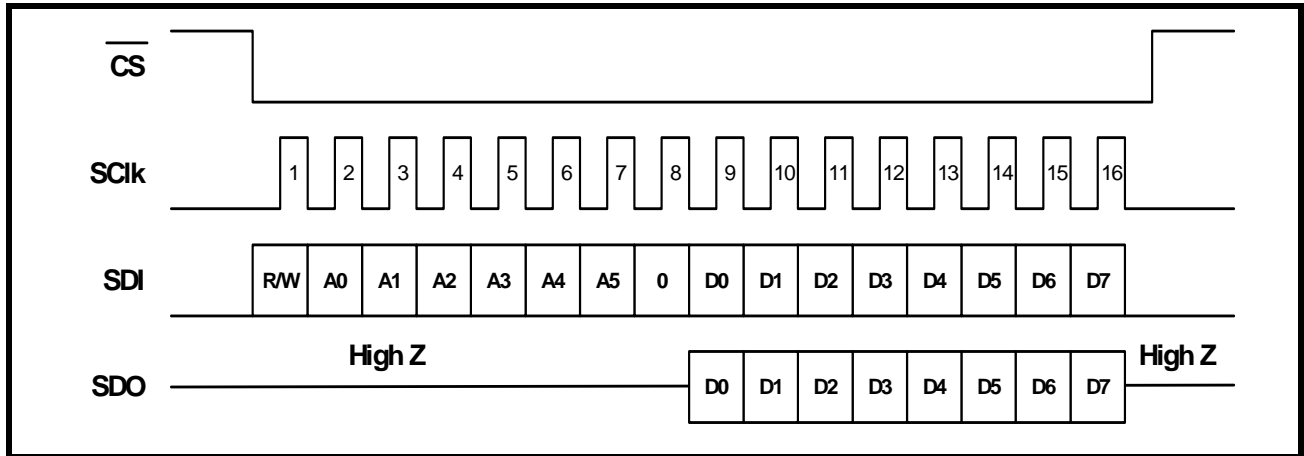 CS
SClk 1 2 3 4 5 6 7 8 9 10 11 12 13 14 15 16
SDI R/W A0 A1 A2 A3 A4 A5 0 D0 D1 D2 D3 D4 D5 D6 D7
High Z High Z
SDO D0 D1 D2 D3 D4 D5 D6 D7